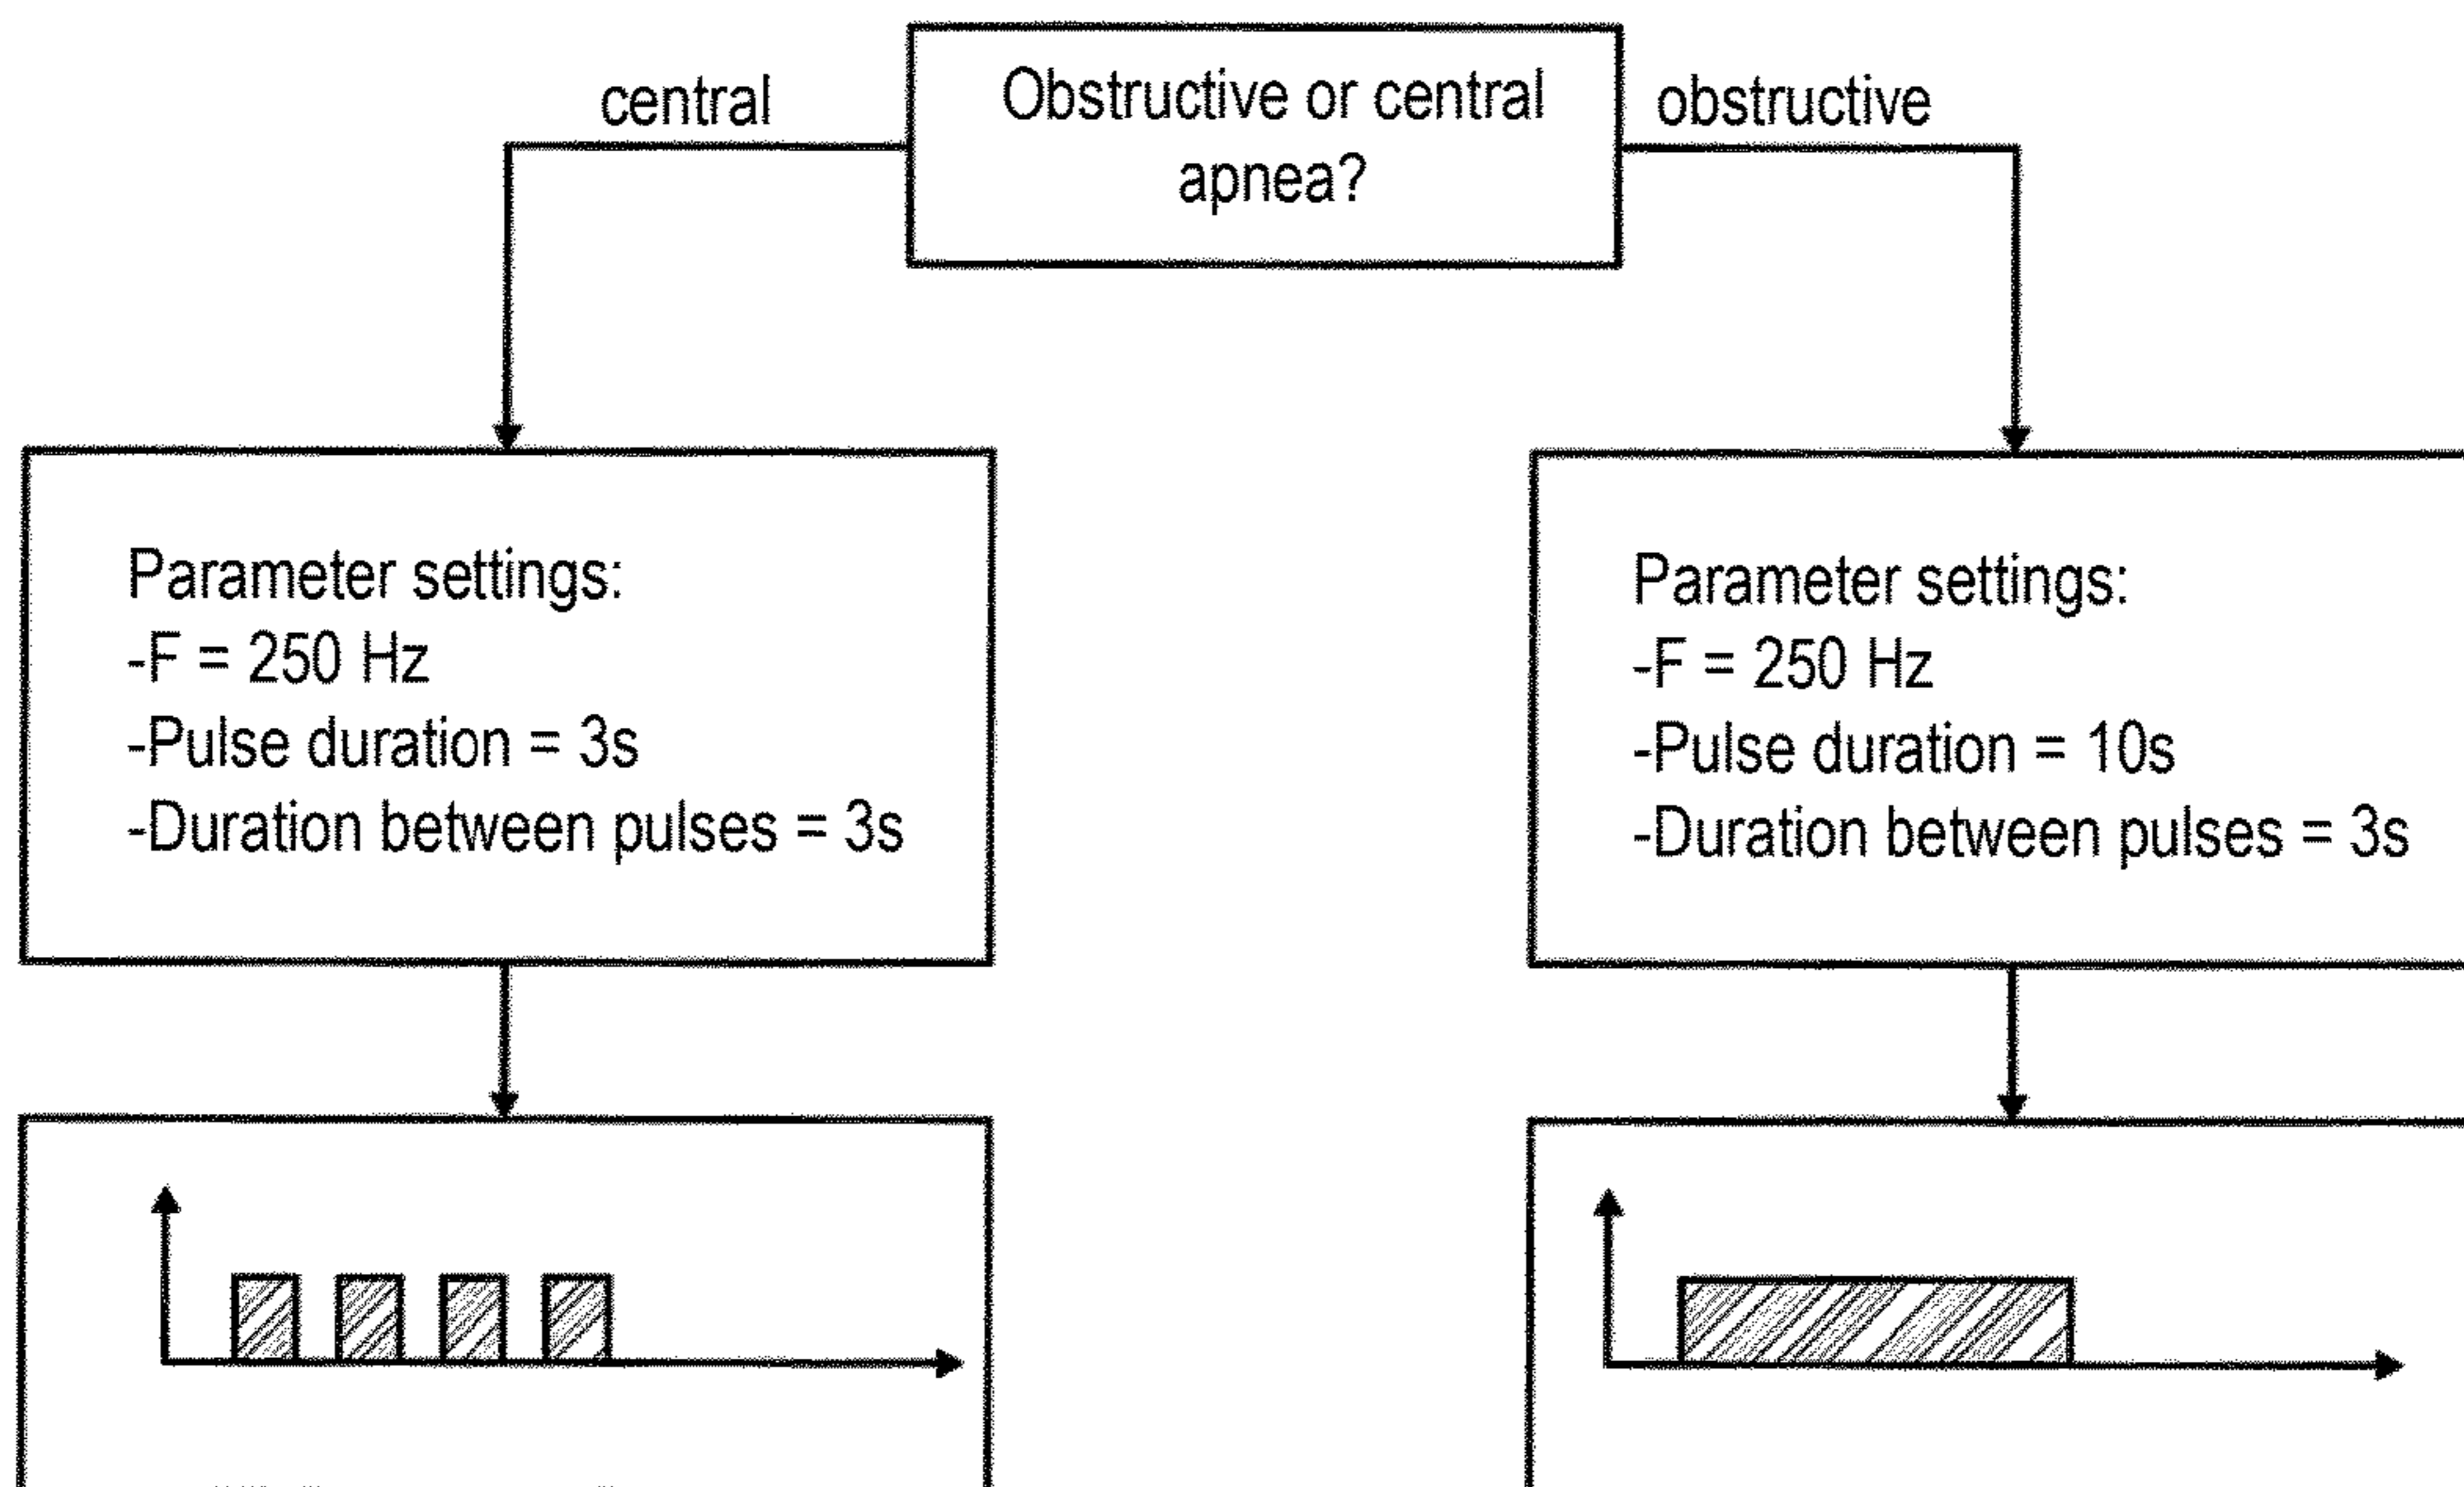 central
Obstructive or central
apnea?
obstructive
Parameter settings:
-F = 250 Hz
-Pulse duration = 3s
-Duration between pulses = 3s
Parameter settings:
-F = 250 Hz
-Pulse duration = 10s
-Duration between pulses = 3s